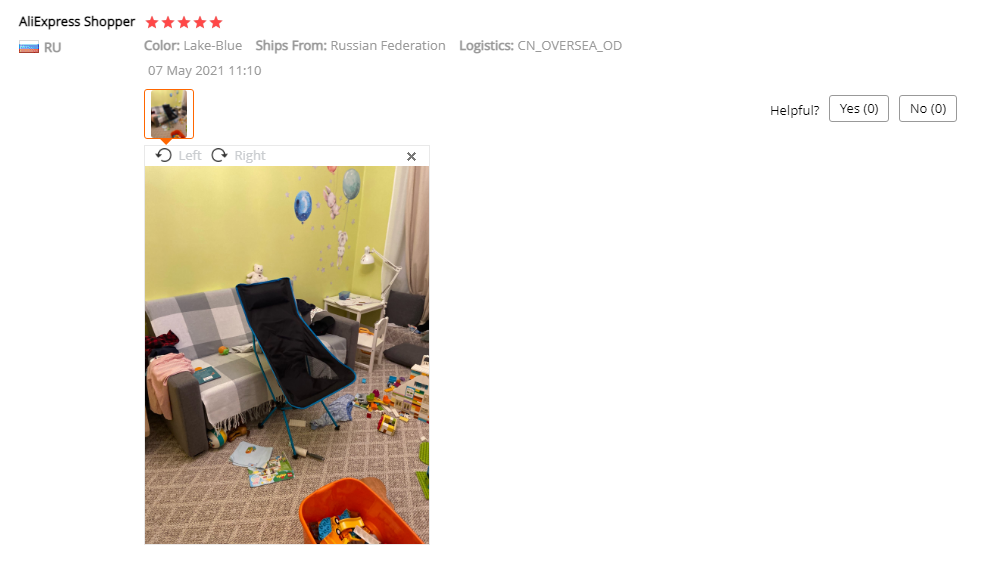 AliExpress Shopper
RU
Color: Lake-Blue Ships From: Russian Federation Logistics: CN_OVERSEA_OD
07 May 2021 11:10
Helpful? Yes (0) No (0)
Left Right